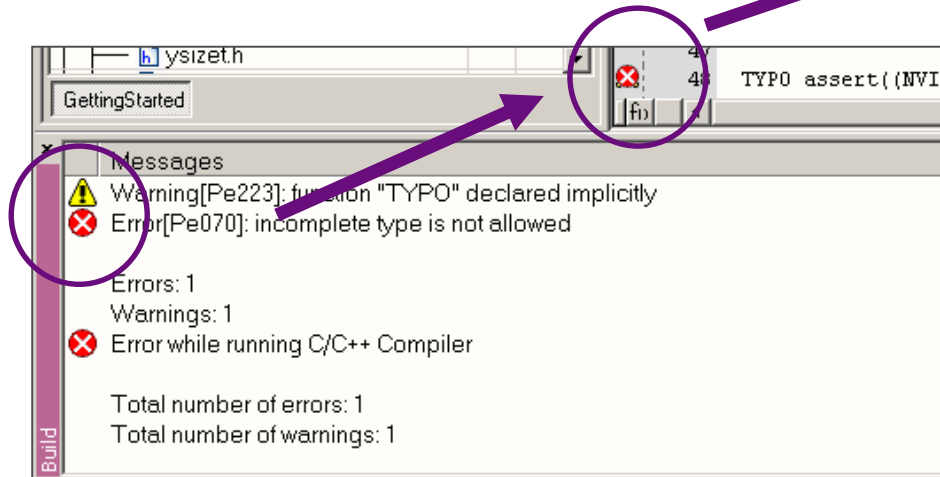 ysizet.h
47
48 TYPO assert((NVI
GettingStarted
Messages
Warning[Pe223]: function "TYPO" declared implicitly
Error[Pe070]: incomplete type is not allowed
Errors: 1
Warnings: 1
Error while running C/C++ Compiler
Total number of errors: 1
Total number of warnings: 1
Build